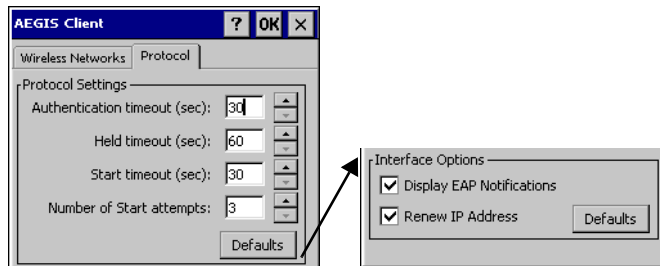 AEGIS Client ? OK ×
Wireless Networks Protocol
Protocol Settings
Authentication timeout (sec): 30
Held timeout (sec): 60
Start timeout (sec): 30
Number of Start attempts: 3
Defaults
Interface Options
Display EAP Notifications
Renew IP Address Defaults